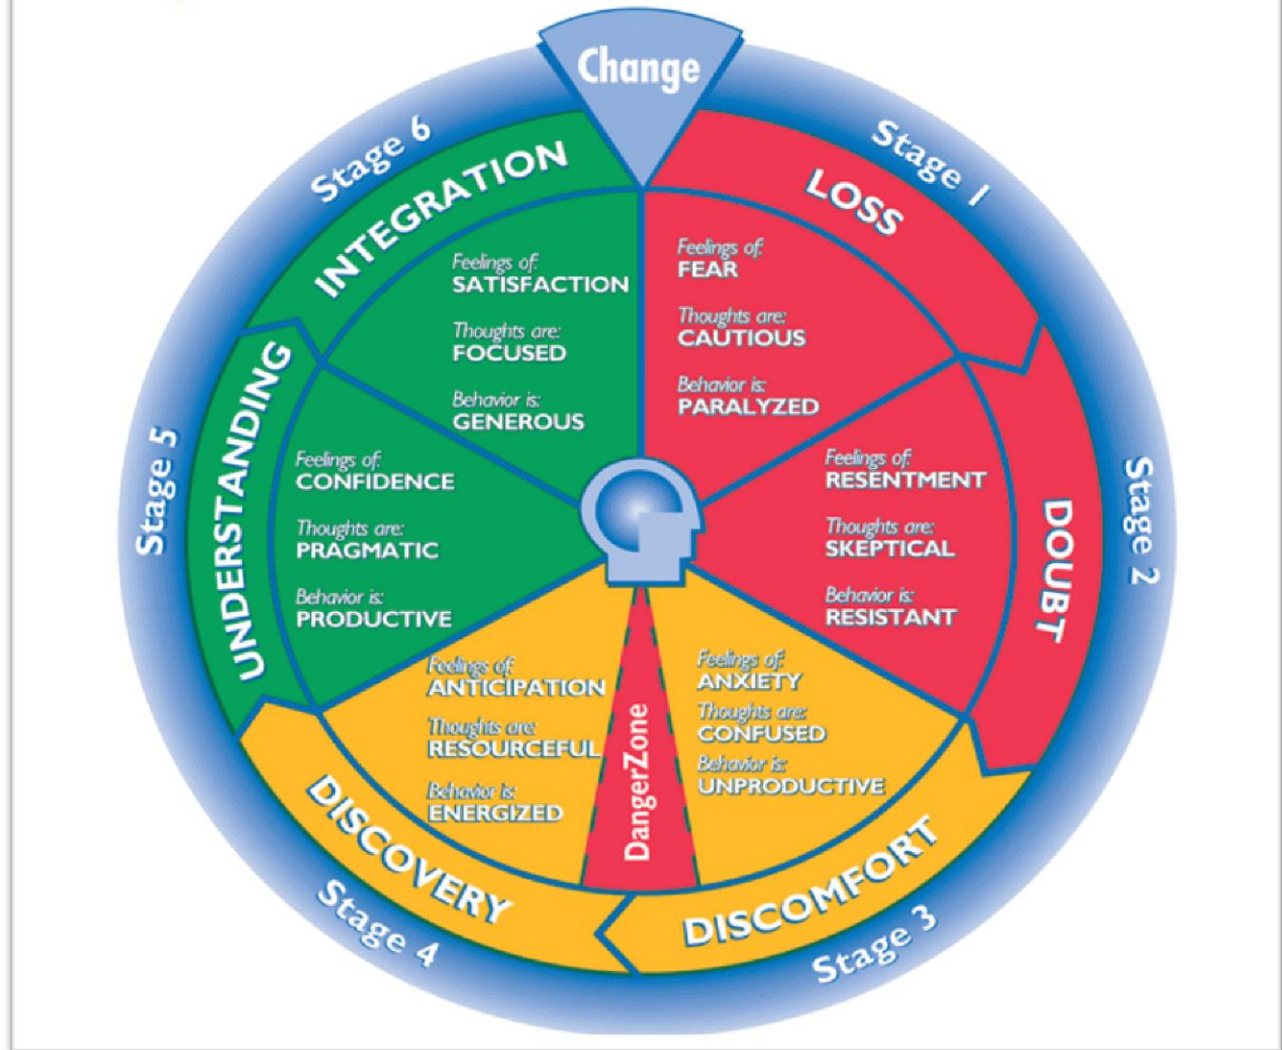 Change
Stage 1
LOSS
Feelings of:
FEAR
Thoughts are:
CAUTIOUS
Behavior is:
PARALYZED
Stage 2
DOUBT
Feelings of:
RESENTMENT
Thoughts are:
SKEPTICAL
Behavior is:
RESISTANT
Stage 3
DISCOMFORT
Feelings of:
ANXIETY
Thoughts are:
CONFUSED
Behavior is:
UNPRODUCTIVE
DangerZone
Stage 4
DISCOVERY
Feelings of:
ANTICIPATION
Thoughts are:
RESOURCEFUL
Behavior is:
ENERGIZED
Stage 5
UNDERSTANDING
Feelings of:
CONFIDENCE
Thoughts are:
PRAGMATIC
Behavior is:
PRODUCTIVE
Stage 6
INTEGRATION
Feelings of:
SATISFACTION
Thoughts are:
FOCUSED
Behavior is:
GENEROUS